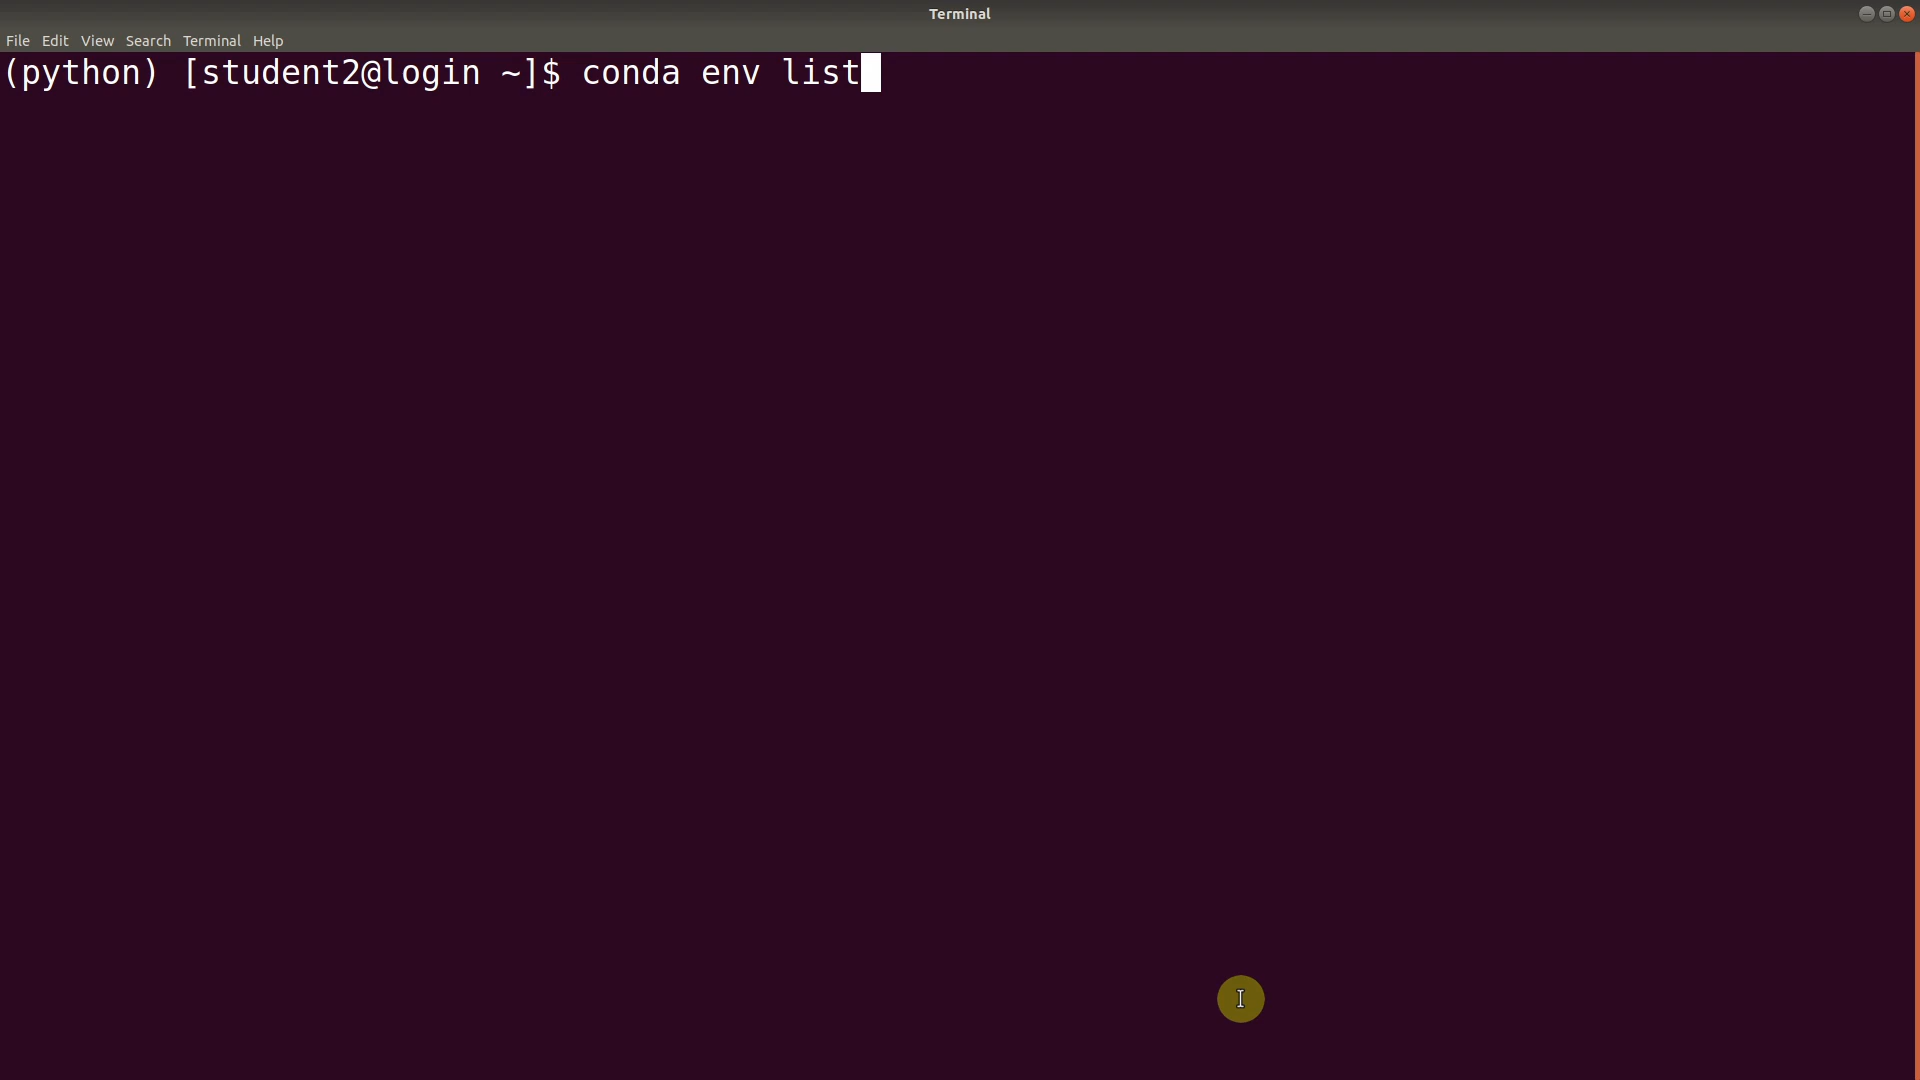 Terminal
File Edit View Search Terminal Help
(python) [student2@login ~]$ conda env list